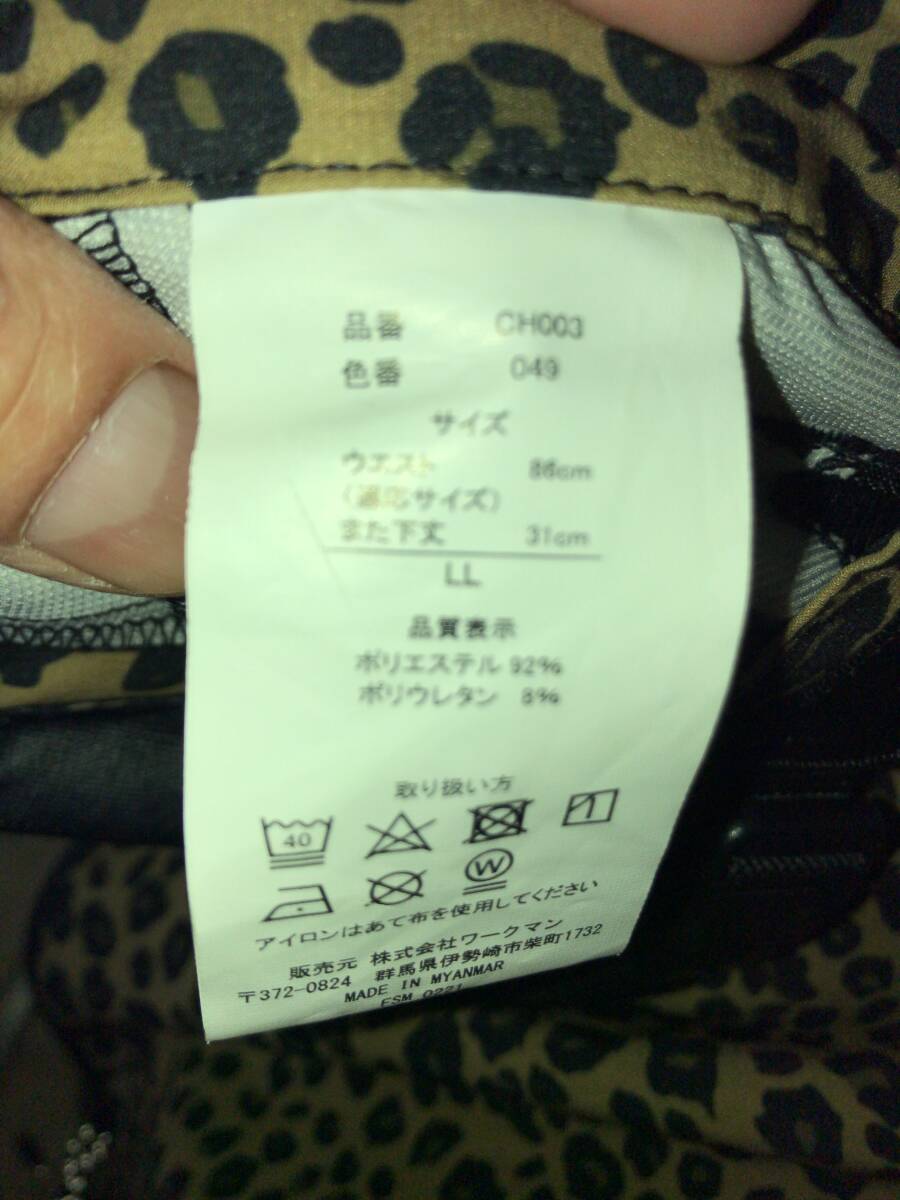 品番 CH003
色番 049
サイズ
ウエスト 86cm
(適応サイズ)
また下丈 31cm
LL
品質表示
ポリエステル 92%
ポリウレタン 8%
取り扱い方
40
W
アイロンはあて布を使用してください
販売元 株式会社ワークマン
〒372-0824 群馬県伊勢崎市柴町1732
MADE IN MYANMAR
FSM 0221